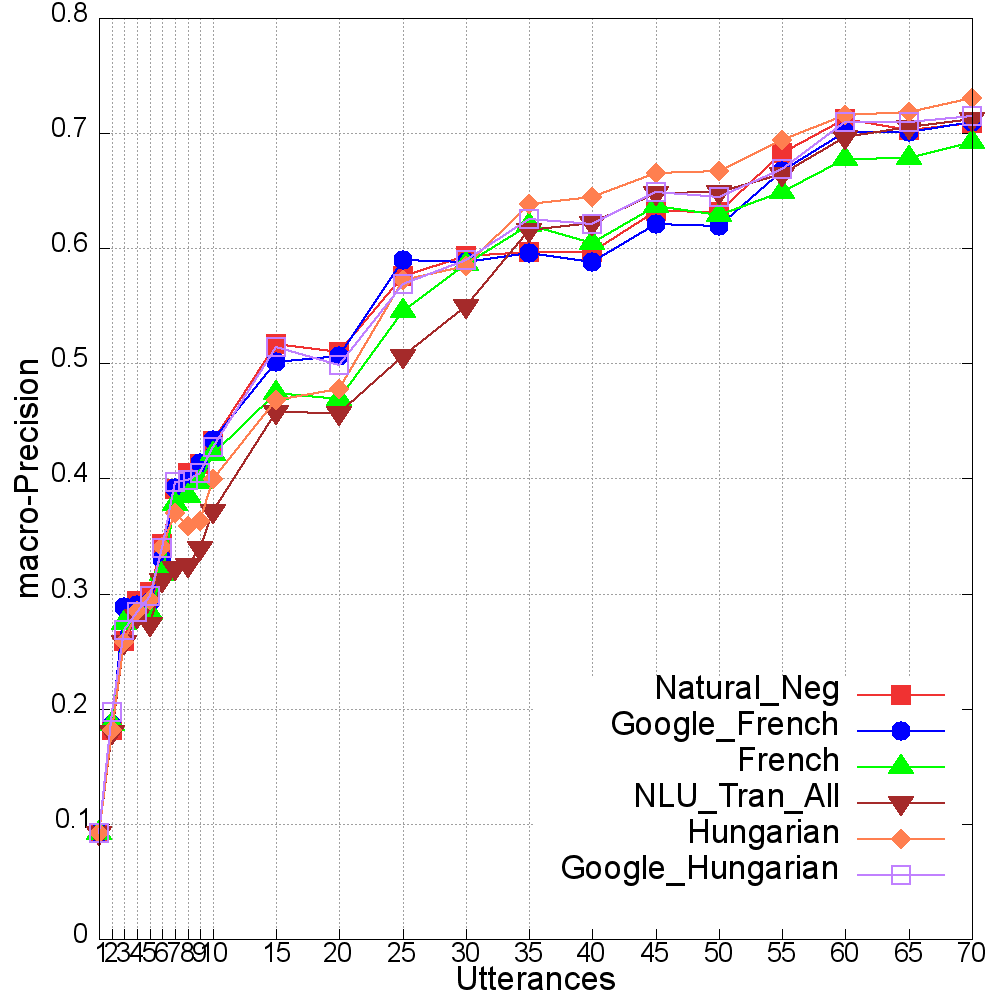 0.8
0.7
0.6
0.5
0.4
0.3
0.2
0.1
0
macro-Precision
Natural_Neg
Google_French
French
NLU_Tran_All
Hungarian
Google_Hungarian
1 2 3 4 5 6 7 8 9 10 15 20 25 30 35 40 45 50 55 60 65 70
Utterances